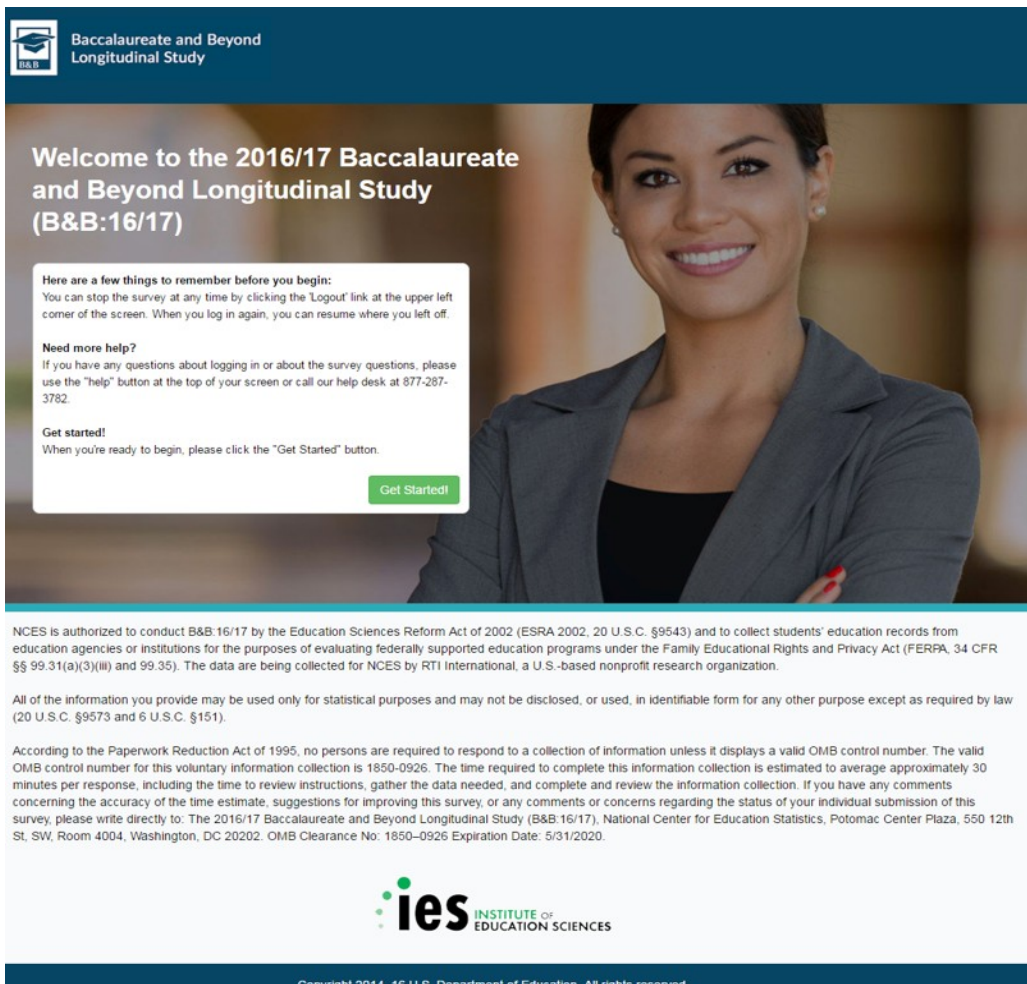 B&B
Baccalaureate and Beyond
Longitudinal Study
Welcome to the 2016/17 Baccalaureate
and Beyond Longitudinal Study
(B&B:16/17)
Here are a few things to remember before you begin:
You can stop the survey at any time by clicking the 'Logout' link at the upper left
corner of the screen. When you log in again, you can resume where you left off.
Need more help?
If you have any questions about logging in or about the survey questions, please
use the "help" button at the top of your screen or call our help desk at 877-287-
3782.
Get started!
When you're ready to begin, please click the "Get Started" button.
Get Started!
NCES is authorized to conduct B&B:16/17 by the Education Sciences Reform Act of 2002 (ESRA 2002, 20 U.S.C. §9543) and to collect students' education records from
education agencies or institutions for the purposes of evaluating federally supported education programs under the Family Educational Rights and Privacy Act (FERPA, 34 CFR
§§ 99.31(a)(3)(iii) and 99.35). The data are being collected for NCES by RTI International, a U.S.-based nonprofit research organization.
All of the information you provide may be used only for statistical purposes and may not be disclosed, or used, in identifiable form for any other purpose except as required by law
(20 U.S.C. §9573 and 6 U.S.C. §151).
According to the Paperwork Reduction Act of 1995, no persons are required to respond to a collection of information unless it displays a valid OMB control number. The valid
OMB control number for this voluntary information collection is 1850-0926. The time required to complete this information collection is estimated to average approximately 30
minutes per response, including the time to review instructions, gather the data needed, and complete and review the information collection. If you have any comments
concerning the accuracy of the time estimate, suggestions for improving this survey, or any comments or concerns regarding the status of your individual submission of this
survey, please write directly to: The 2016/17 Baccalaureate and Beyond Longitudinal Study (B&B:16/17), National Center for Education Statistics, Potomac Center Plaza, 550 12th
St, SW, Room 4004, Washington, DC 20202. OMB Clearance No: 1850–0926 Expiration Date: 5/31/2020.
ies INSTITUTE OF
EDUCATION SCIENCES
Copyright 2014-16 U.S. Department of Education. All rights reserved.